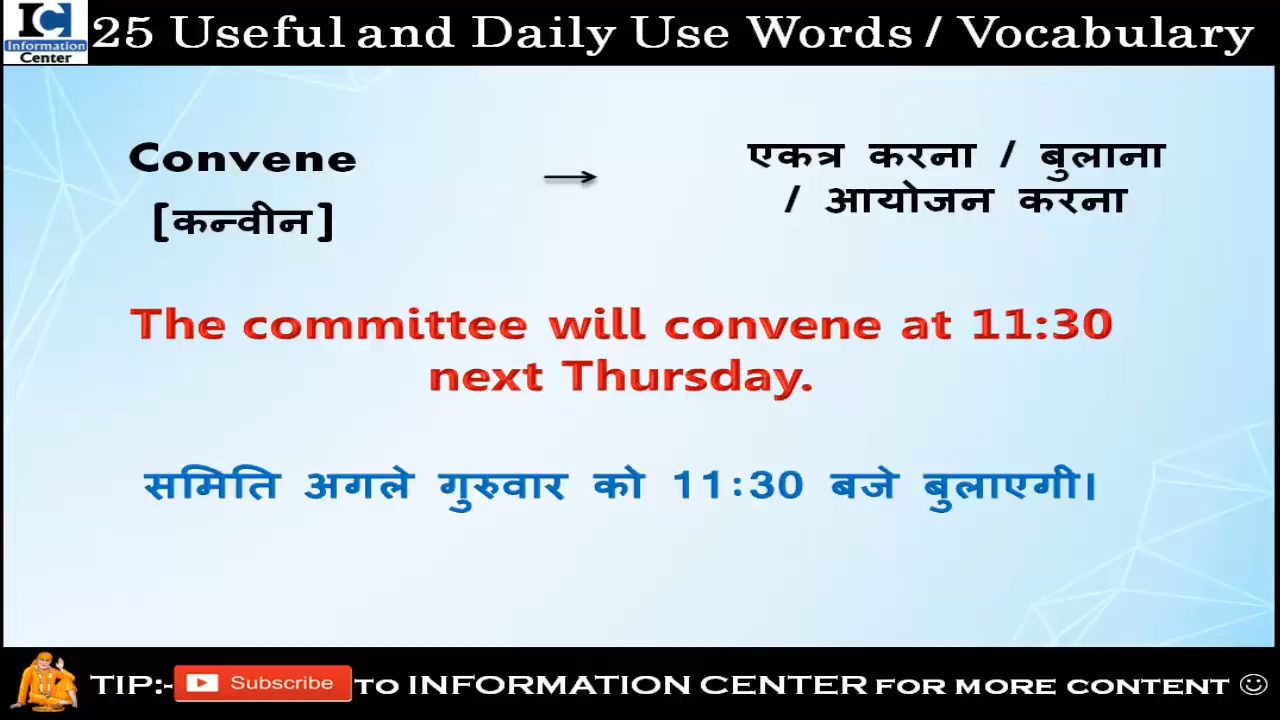 IC
Information
Center
25 Useful and Daily Use Words / Vocabulary
Convene → एकत्र करना / बुलाना
[कन्वीन] / आयोजन करना
The committee will convene at 11:30
next Thursday.
समिति अगले गुरुवार को 11:30 बजे बुलाएगी।
TIP:- Subscribe to INFORMATION CENTER FOR MORE CONTENT ☺